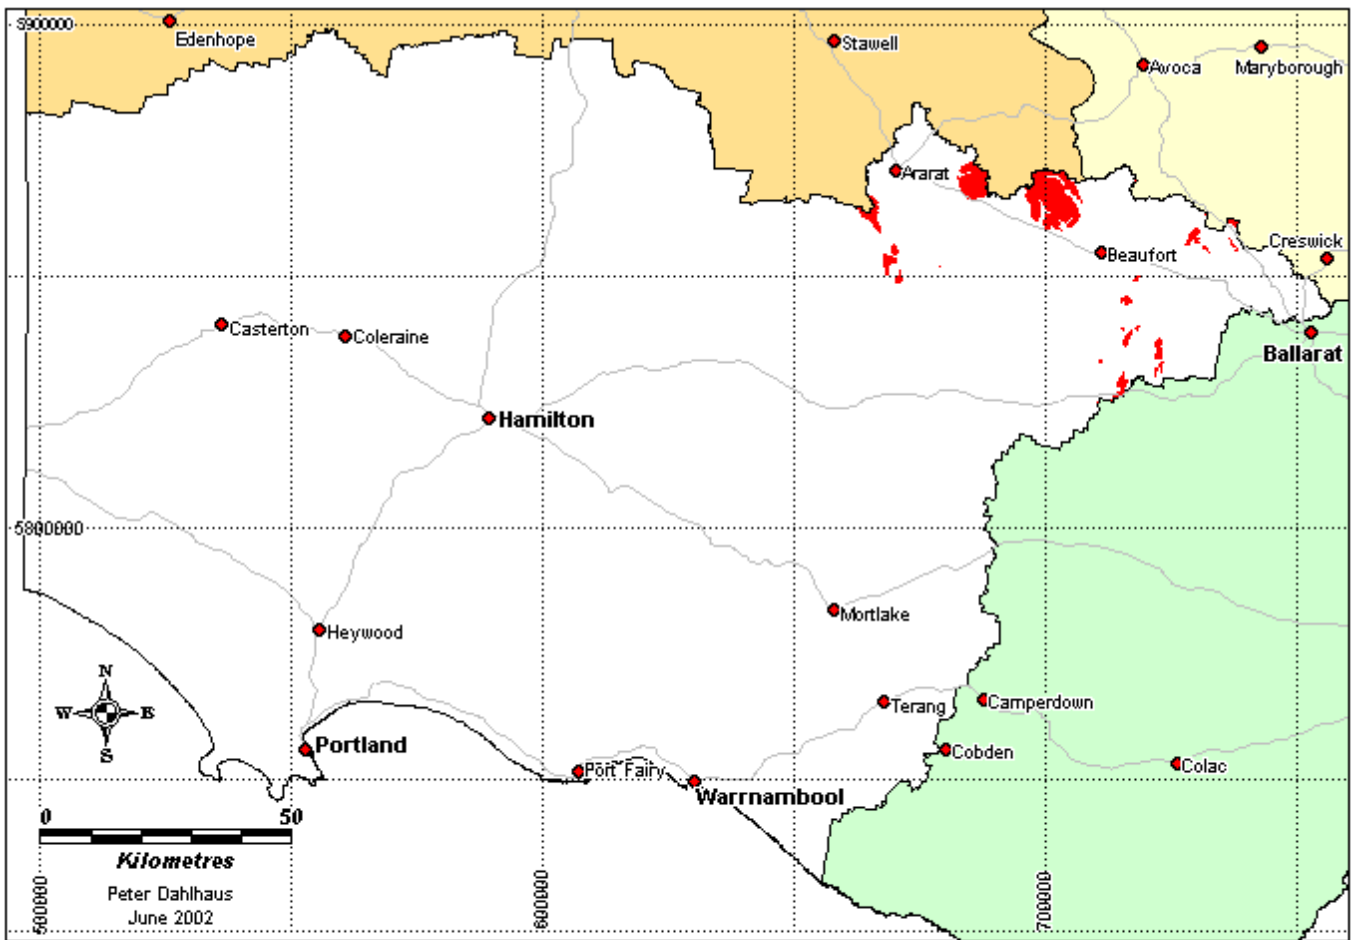 5900000
Edenhope
Stawell
Avoca
Maryborough
Ararat
Creswick
Beaufort
Casterton
Coleraine
Ballarat
Hamilton
5800000
Mortlake
Heywood
N
W
E
S
Terang
Camperdown
Portland
Cobden
Port Fairy
Colac
Warrnambool
0
50
Kilometres
Peter Dahlhaus
June 2002
500000
600000
700000